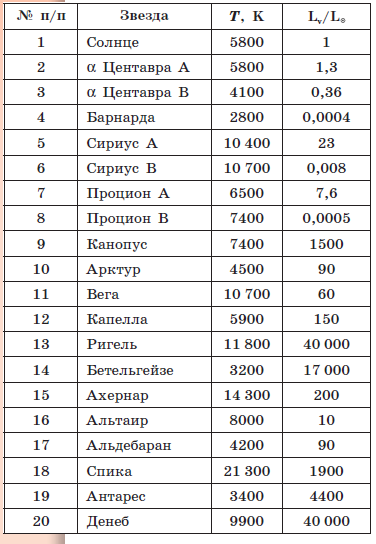 № п/п Звезда T, К Lᵥ/L☉
1 Солнце 5800 1
2 α Центавра А 5800 1,3
3 α Центавра В 4100 0,36
4 Барнарда 2800 0,0004
5 Сириус А 10 400 23
6 Сириус В 10 700 0,008
7 Процион А 6500 7,6
8 Процион В 7400 0,0005
9 Канопус 7400 1500
10 Арктур 4500 90
11 Вега 10 700 60
12 Капелла 5900 150
13 Ригель 11 800 40 000
14 Бетельгейзе 3200 17 000
15 Ахернар 14 300 200
16 Альтаир 8000 10
17 Альдебаран 4200 90
18 Спика 21 300 1900
19 Антарес 3400 4400
20 Денеб 9900 40 000